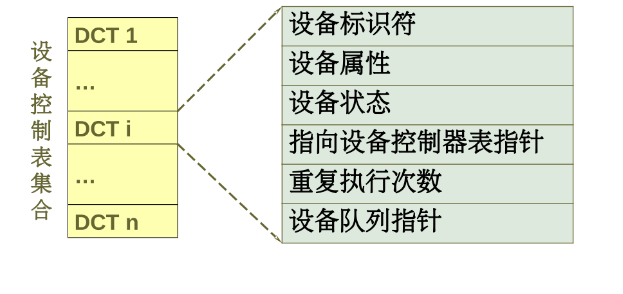 设备控制表集合
DCT 1
…
DCT i
…
DCT n
设备标识符
设备属性
设备状态
指向设备控制器表指针
重复执行次数
设备队列指针